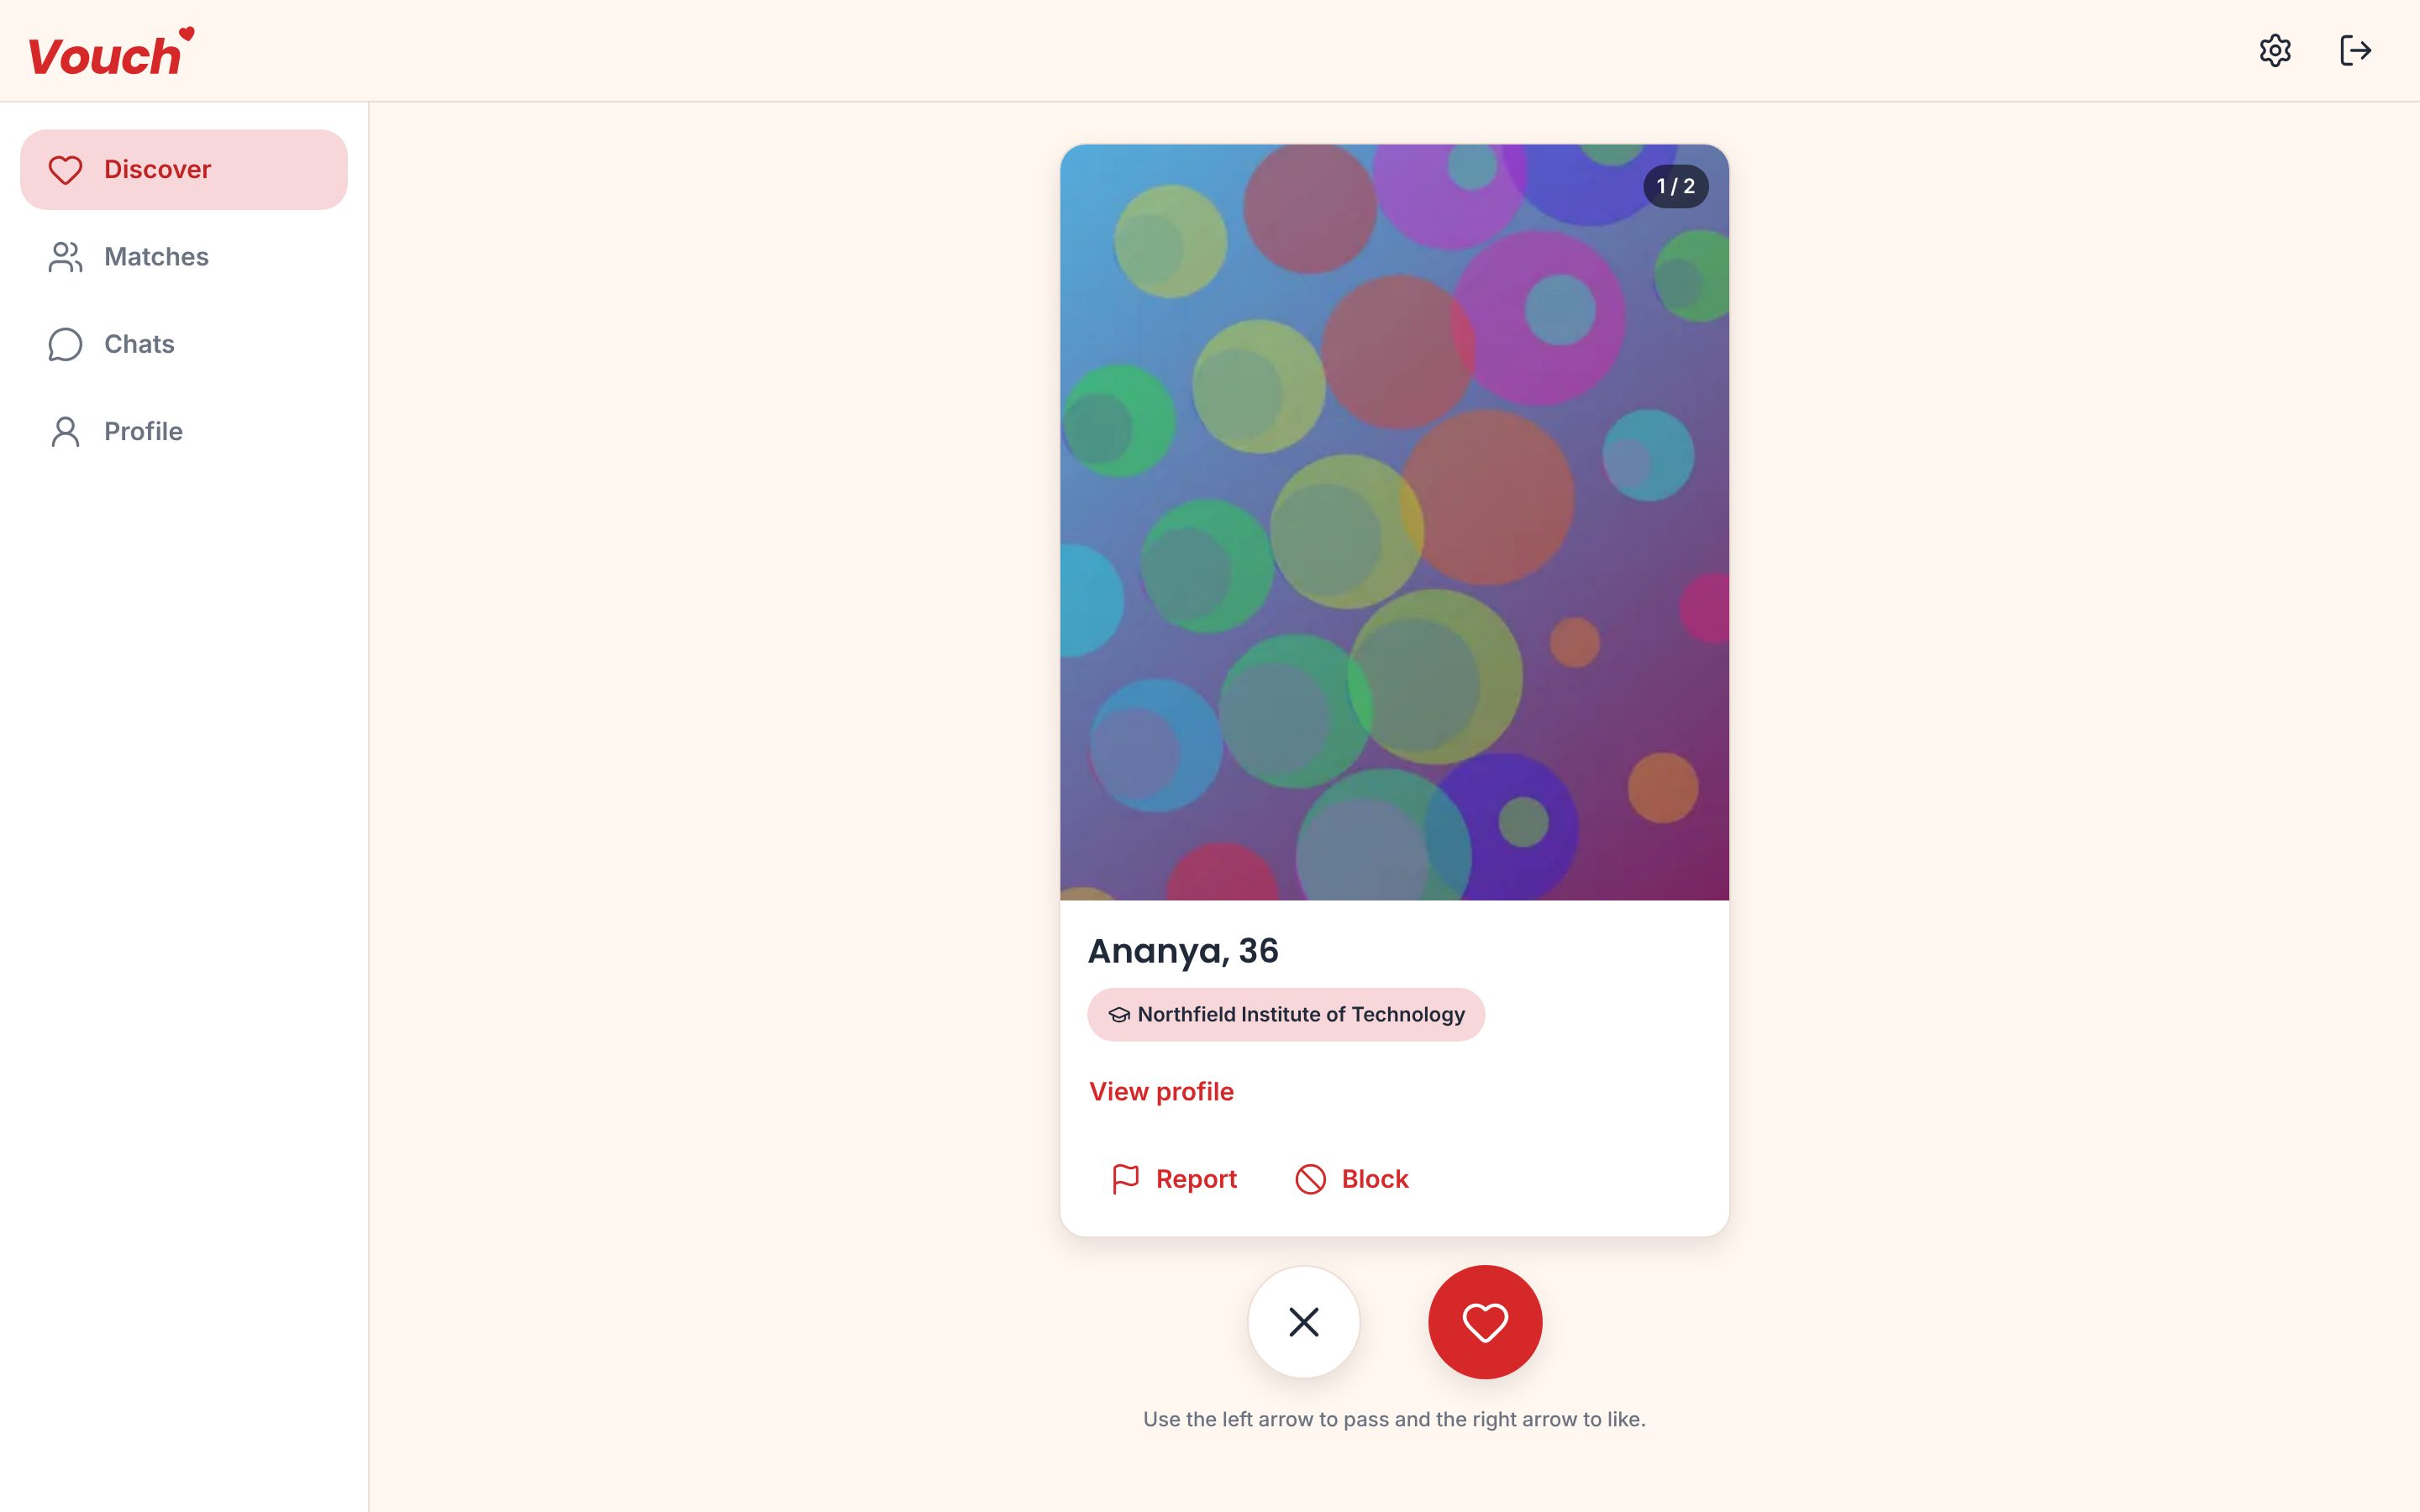 Vouch
Discover
Matches
Chats
Profile
1 / 2
Ananya, 36
Northfield Institute of Technology
View profile
Report
Block
Use the left arrow to pass and the right arrow to like.